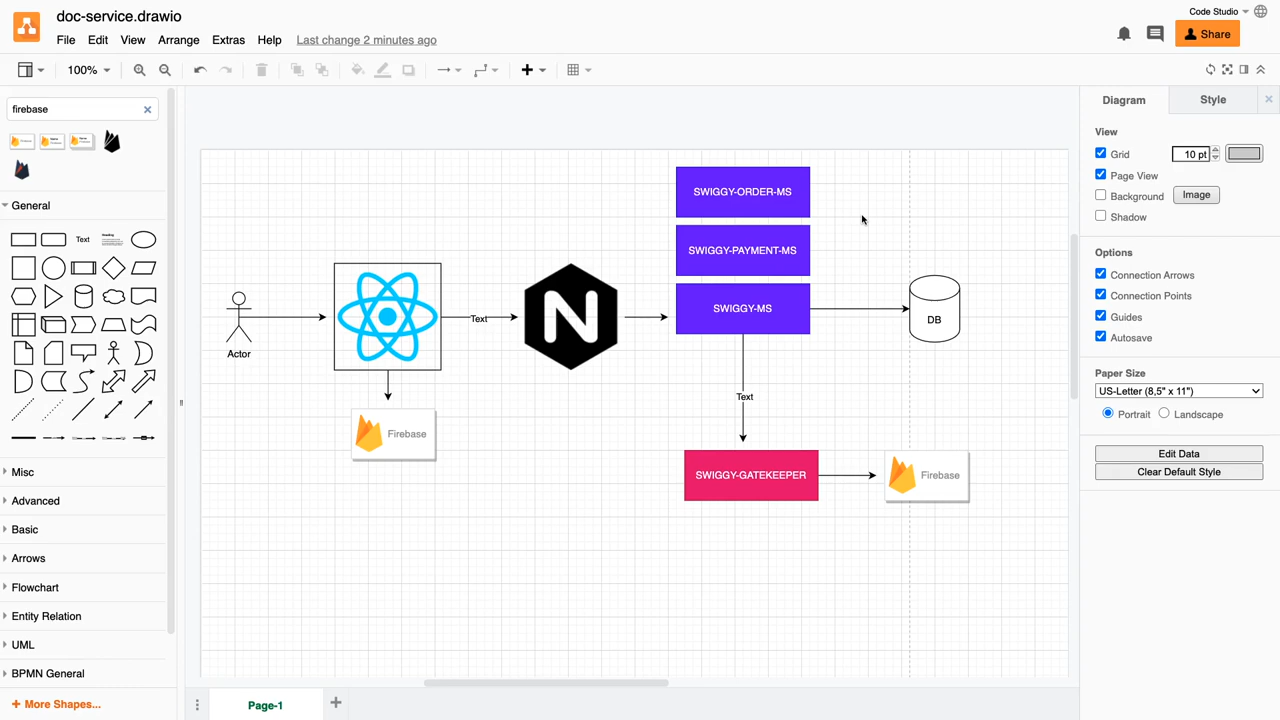 doc-service.drawio
Code Studio
File Edit View Arrange Extras Help Last change 2 minutes ago
Share
100%
firebase
Diagram
Style
General
Text
Heading
View
Grid
10 pt
Page View
Background
Image
Shadow
Options
Connection Arrows
Connection Points
Guides
Autosave
Paper Size
US-Letter (8,5" x 11")
Portrait
Landscape
Edit Data
Clear Default Style
SWIGGY-ORDER-MS
SWIGGY-PAYMENT-MS
SWIGGY-MS
DB
Text
Actor
Text
Firebase
SWIGGY-GATEKEEPER
Firebase
Misc
Advanced
Basic
Arrows
Flowchart
Entity Relation
UML
BPMN General
+ More Shapes...
Page-1